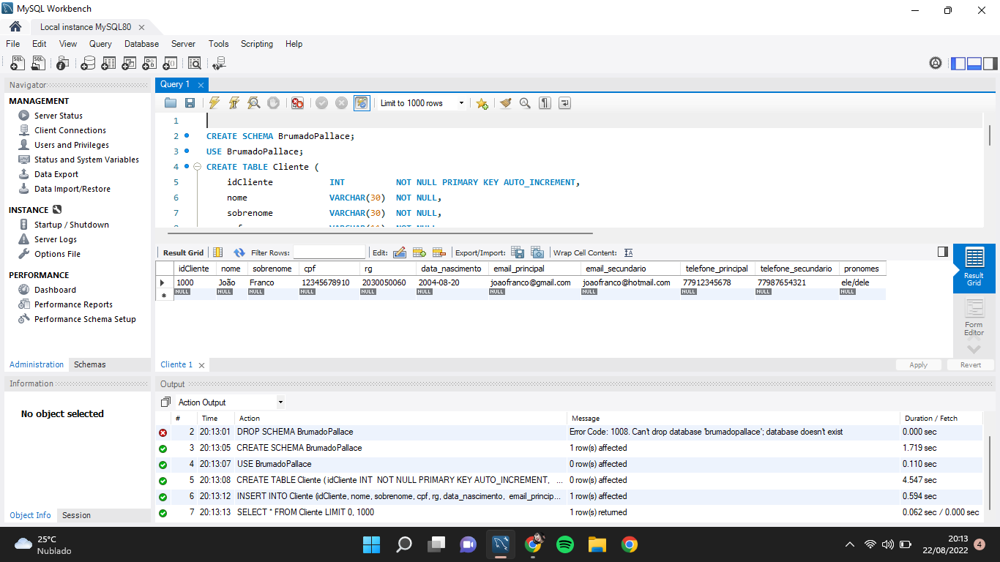 MySQL Workbench
Local instance MySQL80
File Edit View Query Database Server Tools Scripting Help
Navigator
MANAGEMENT
Server Status
Client Connections
Users and Privileges
Status and System Variables
Data Export
Data Import/Restore
INSTANCE
Startup / Shutdown
Server Logs
Options File
PERFORMANCE
Dashboard
Performance Reports
Performance Schema Setup
Administration Schemas
Information
No object selected
Object Info Session
Query 1
Limit to 1000 rows
1
2 CREATE SCHEMA BrumadoPallace;
3 USE BrumadoPallace;
4 CREATE TABLE Cliente (
5 idCliente INT NOT NULL PRIMARY KEY AUTO_INCREMENT,
6 nome VARCHAR(30) NOT NULL,
7 sobrenome VARCHAR(30) NOT NULL,
Result Grid Filter Rows: Edit: Export/Import: Wrap Cell Content:
idCliente nome sobrenome cpf rg data_nascimento email_principal email_secundario telefone_principal telefone_secundario pronomes
1000 João Franco 12345678910 2030050060 2004-08-20 joaofranco@gmail.com joaofranco@hotmail.com 77912345678 77987654321 ele/dele
NULL NULL NULL NULL NULL NULL NULL NULL NULL NULL NULL
Result
Grid
Form
Editor
Cliente 1
Apply Revert
Output
Action Output
# Time Action Message Duration / Fetch
2 20:13:01 DROP SCHEMA BrumadoPallace Error Code: 1008. Can't drop database 'brumadopallace'; database doesn't exist 0.000 sec
3 20:13:05 CREATE SCHEMA BrumadoPallace 1 row(s) affected 1.719 sec
4 20:13:07 USE BrumadoPallace 0 row(s) affected 0.110 sec
5 20:13:08 CREATE TABLE Cliente ( idCliente INT NOT NULL PRIMARY KEY AUTO_INCREMENT, ... 0 row(s) affected 4.547 sec
6 20:13:12 INSERT INTO Cliente (idCliente, nome, sobrenome, cpf, rg, data_nascimento, email_princip... 1 row(s) affected 0.594 sec
7 20:13:13 SELECT * FROM Cliente LIMIT 0, 1000 1 row(s) returned 0.062 sec / 0.000 sec
25°C
Nublado
20:13
22/08/2022
4